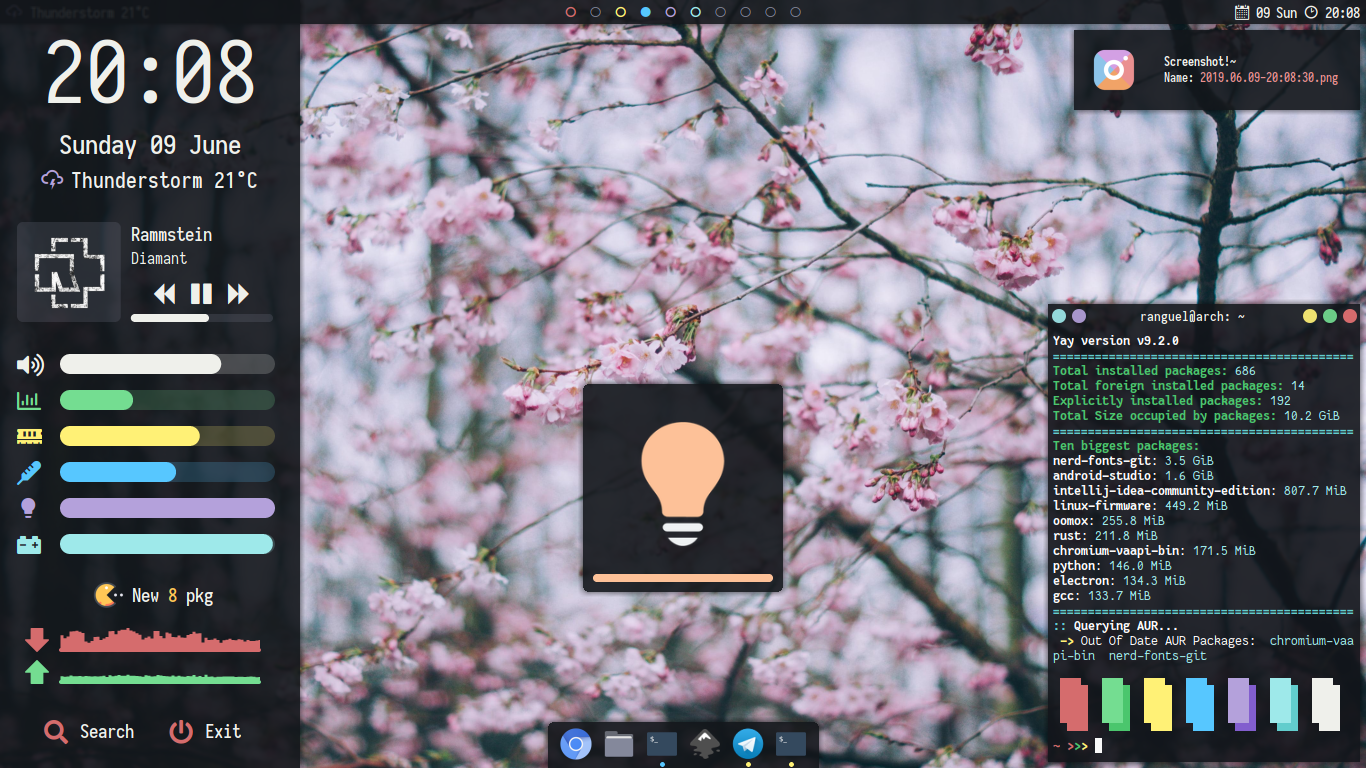 Thunderstorm 21°C
09 Sun 20:08
20:08
Sunday 09 June
Thunderstorm 21°C
Rammstein
Diamant
New 8 pkg
Search
Exit
Screenshot!~
Name: 2019.06.09-20:08:30.png
ranguel@arch: ~
Yay version v9.2.0
===========================================
Total installed packages: 686
Total foreign installed packages: 14
Explicitly installed packages: 192
Total Size occupied by packages: 10.2 GiB
===========================================
Ten biggest packages:
nerd-fonts-git: 3.5 GiB
android-studio: 1.6 GiB
intellij-idea-community-edition: 807.7 MiB
linux-firmware: 449.2 MiB
oomox: 255.8 MiB
rust: 211.8 MiB
chromium-vaapi-bin: 171.5 MiB
python: 146.0 MiB
electron: 134.3 MiB
gcc: 133.7 MiB
===========================================
:: Querying AUR...
-> Out Of Date AUR Packages: chromium-vaa
pi-bin nerd-fonts-git
~ >>>
$_
$_